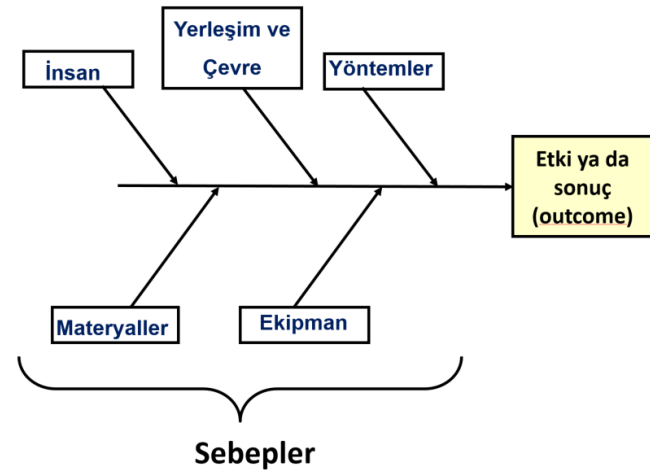 İnsan
Yerleşim ve
Çevre
Yöntemler
Etki ya da
sonuç
(outcome)
Materyaller
Ekipman
Sebepler